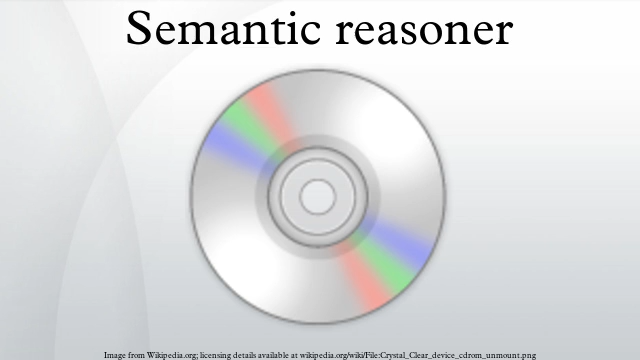 Semantic reasoner
Image from Wikipedia.org; licensing details available at wikipedia.org/wiki/File:Crystal_Clear_device_cdrom_unmount.png